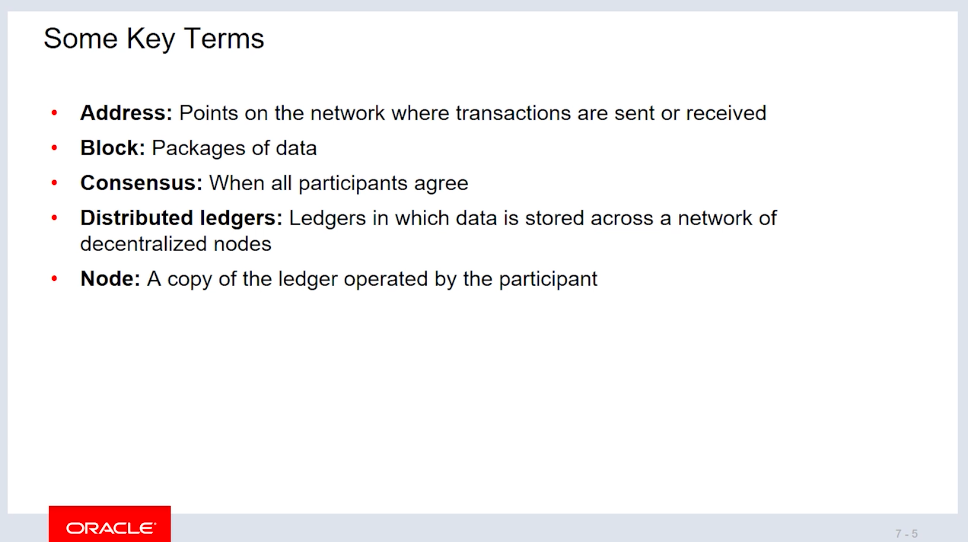 Some Key Terms
• Address: Points on the network where transactions are sent or received
• Block: Packages of data
• Consensus: When all participants agree
• Distributed ledgers: Ledgers in which data is stored across a network of
decentralized nodes
• Node: A copy of the ledger operated by the participant
ORACLE
7 - 5